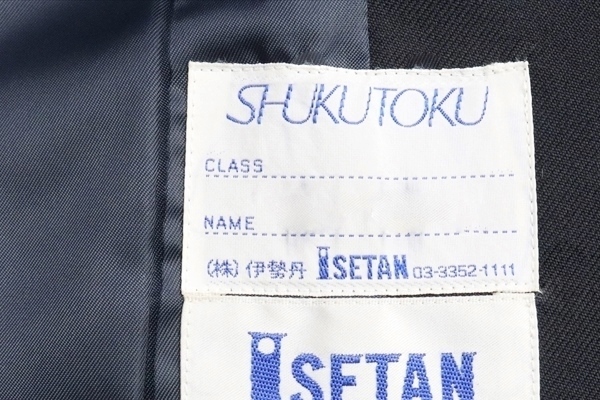 SHUKUTOKU
CLASS
NAME
(株)伊勢丹 ISETAN 03-3352-1111
ISETAN